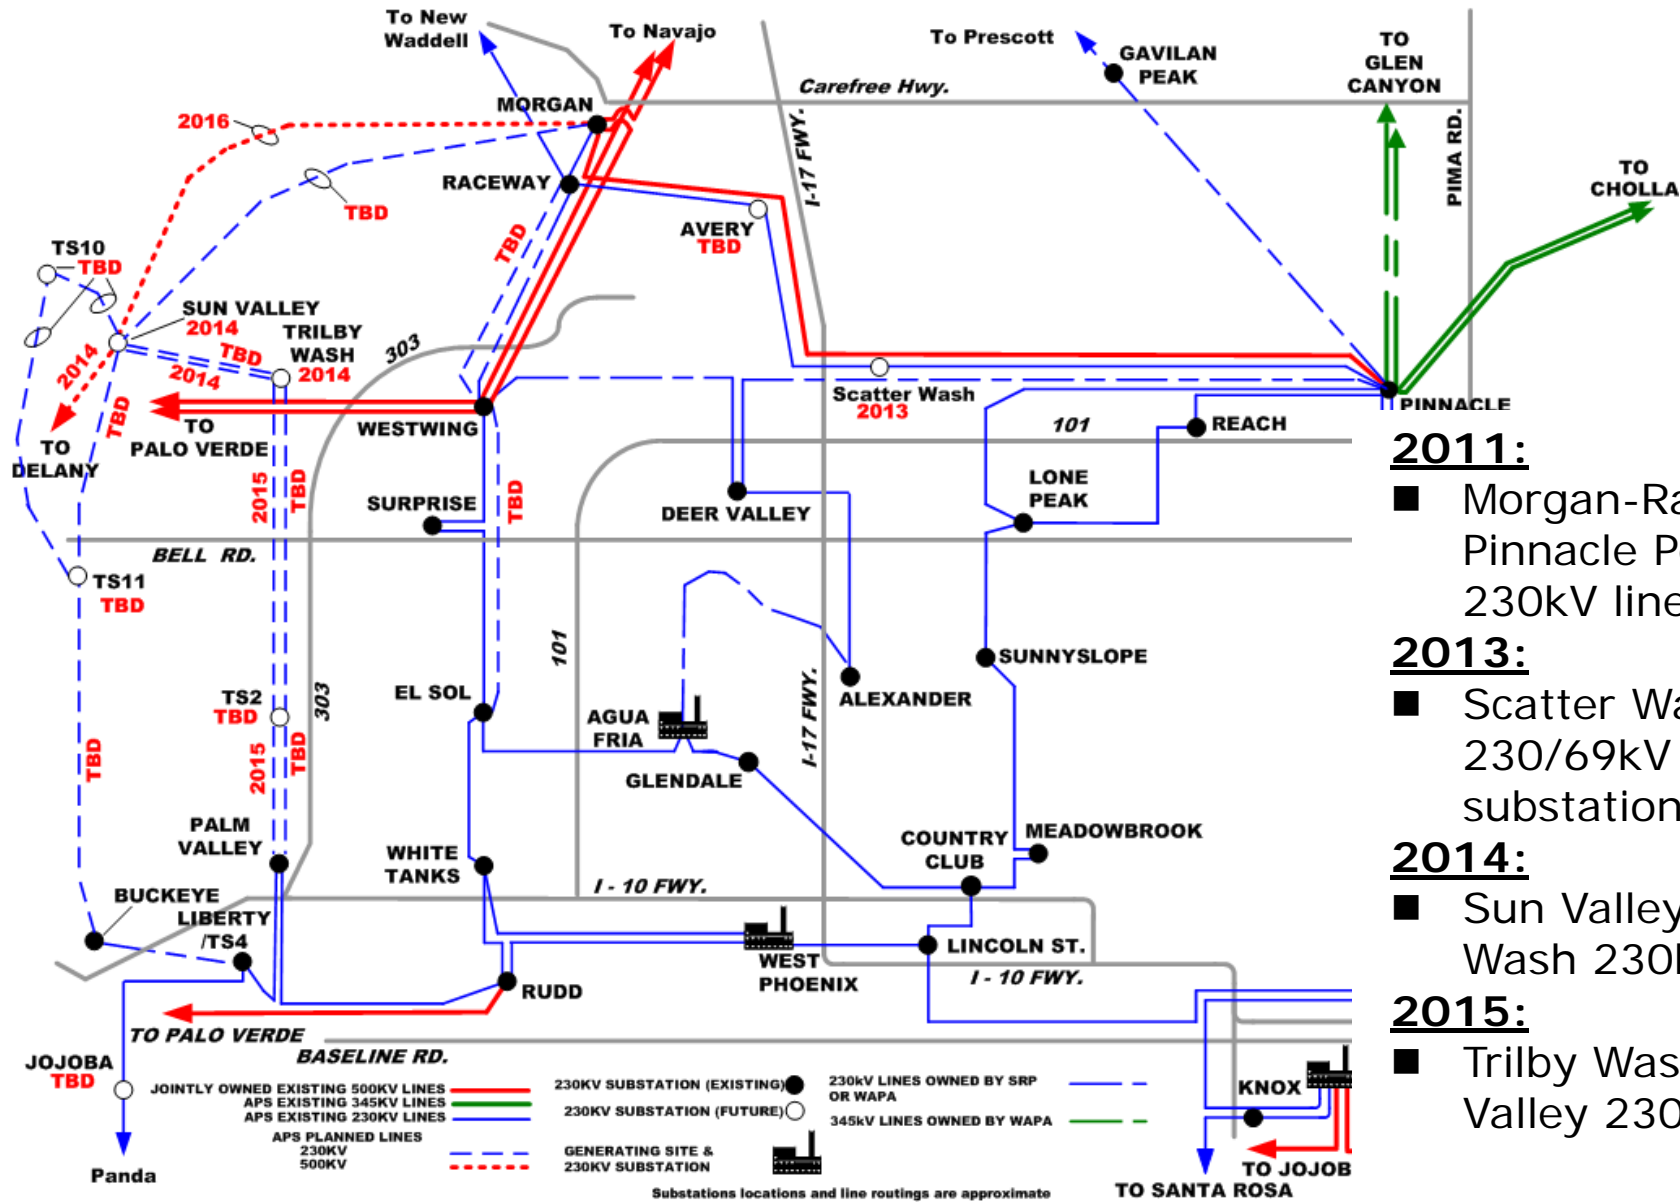 To New
Waddell
To Navajo
To Prescott
GAVILAN
PEAK
TO
GLEN
CANYON
Carefree Hwy.
MORGAN
2016
I-17 FWY.
PIMA RD.
TO
CHOLLA
RACEWAY
TBD
AVERY
TBD
TBD
TS10
TBD
SUN VALLEY
2014
TRILBY
WASH
2014
303
TBD
2014
2014
TBD
Scatter Wash
2013
PINNACLE
TO
DELANY
TO
PALO VERDE
WESTWING
101
REACH
2015
TBD
SURPRISE
TBD
DEER VALLEY
LONE
PEAK
BELL RD.
TS11
TBD
101
SUNNYSLOPE
303
TS2
TBD
EL SOL
AGUA
FRIA
ALEXANDER
I-17 FWY.
TBD
2015
TBD
GLENDALE
PALM
VALLEY
WHITE
TANKS
COUNTRY
CLUB
MEADOWBROOK
I - 10 FWY.
BUCKEYE
LIBERTY
/TS4
WEST
PHOENIX
LINCOLN ST.
I - 10 FWY.
RUDD
TO PALO VERDE
BASELINE RD.
JOJOBA
TBD
Panda
KNOX
TO JOJOB
TO SANTA ROSA
JOINTLY OWNED EXISTING 500KV LINES
APS EXISTING 345KV LINES
APS EXISTING 230KV LINES
APS PLANNED LINES
230KV
500KV
230KV SUBSTATION (EXISTING)
230KV SUBSTATION (FUTURE)
GENERATING SITE &
230KV SUBSTATION
230kV LINES OWNED BY SRP
OR WAPA
345kV LINES OWNED BY WAPA
Substations locations and line routings are approximate
2011:
■ Morgan-Ra
Pinnacle P
230kV line
2013:
■ Scatter Wa
230/69kV
substation
2014:
■ Sun Valley
Wash 230
2015:
■ Trilby Was
Valley 230